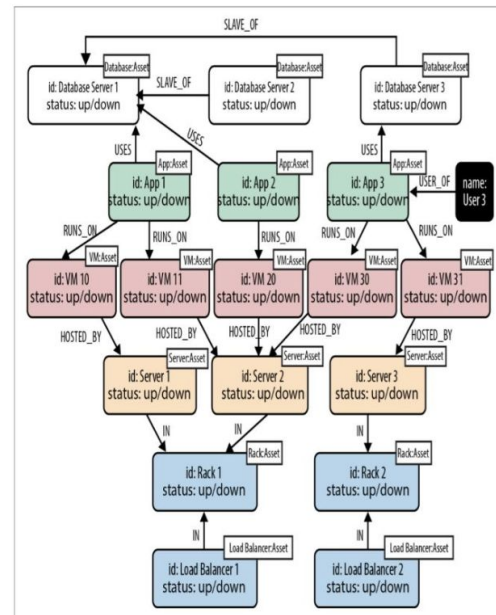 SLAVE_OF
Database:Asset
id: Database Server 1
status: up/down
Database:Asset
id: Database Server 2
status: up/down
Database:Asset
id: Database Server 3
status: up/down
SLAVE_OF
USES
USES
USES
App:Asset
id: App 1
status: up/down
App:Asset
id: App 2
status: up/down
App:Asset
id: App 3
status: up/down
USER_OF
name:
User 3
RUNS_ON
RUNS_ON
RUNS_ON
RUNS_ON
RUNS_ON
VM:Asset
id: VM 10
status: up/down
VM:Asset
id: VM 11
status: up/down
VM:Asset
id: VM 20
status: up/down
VM:Asset
id: VM 30
status: up/down
VM:Asset
id: VM 31
status: up/down
HOSTED_BY
HOSTED_BY
HOSTED_BY
HOSTED_BY
HOSTED_BY
Server:Asset
id: Server 1
status: up/down
Server:Asset
id: Server 2
status: up/down
Server:Asset
id: Server 3
status: up/down
IN
IN
IN
Rack:Asset
id: Rack 1
status: up/down
Rack:Asset
id: Rack 2
status: up/down
IN
IN
Load Balancer:Asset
id: Load Balancer 1
status: up/down
Load Balancer:Asset
id: Load Balancer 2
status: up/down